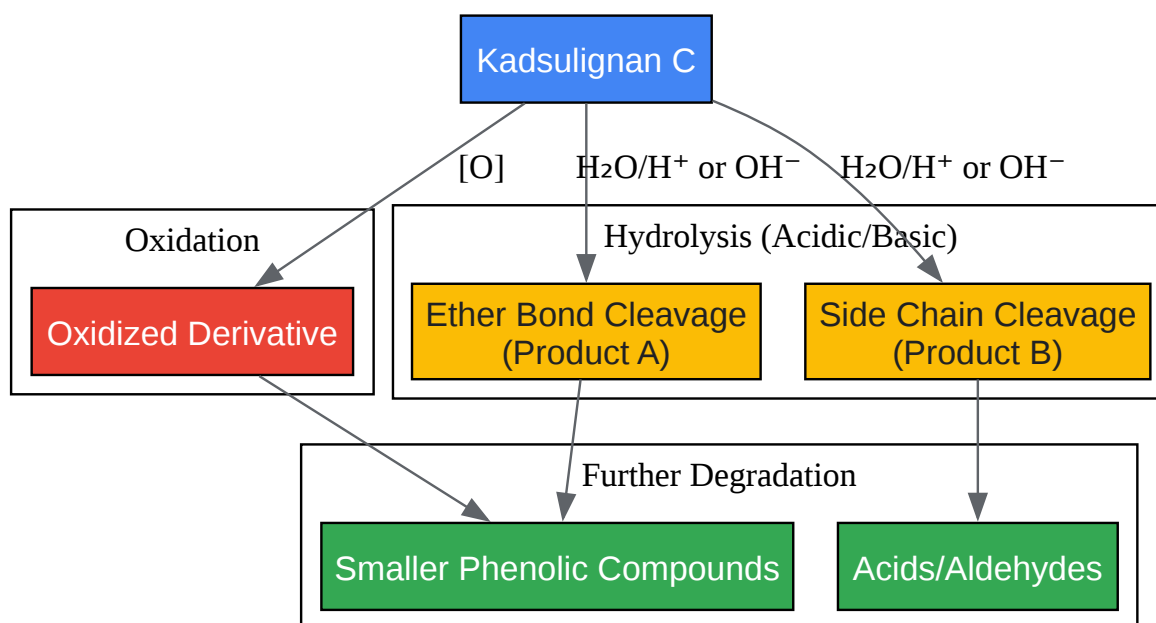 Kadsulignan C
[O]
H₂O/H⁺ or OH⁻
H₂O/H⁺ or OH⁻
Oxidation
Hydrolysis (Acidic/Basic)
Oxidized Derivative
Ether Bond Cleavage
(Product A)
Side Chain Cleavage
(Product B)
Further Degradation
Smaller Phenolic Compounds
Acids/Aldehydes